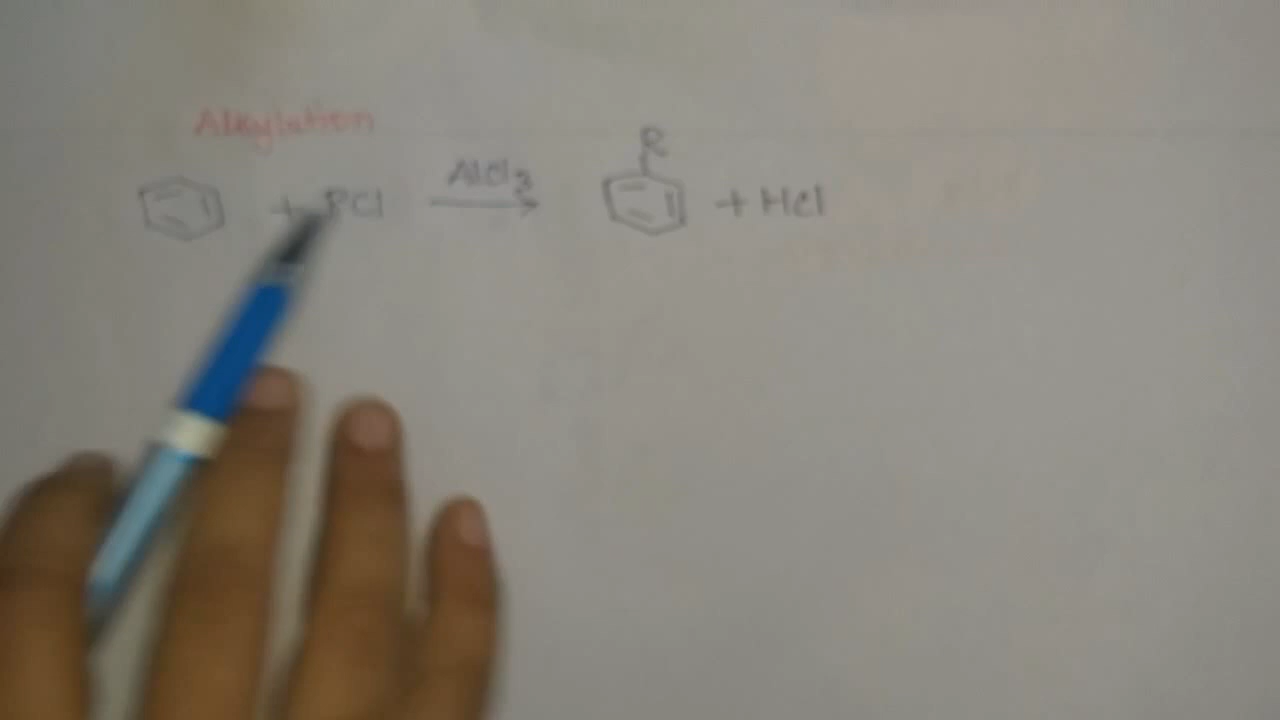 Alkylation
AlCl3
R
+ RCl → + HCl